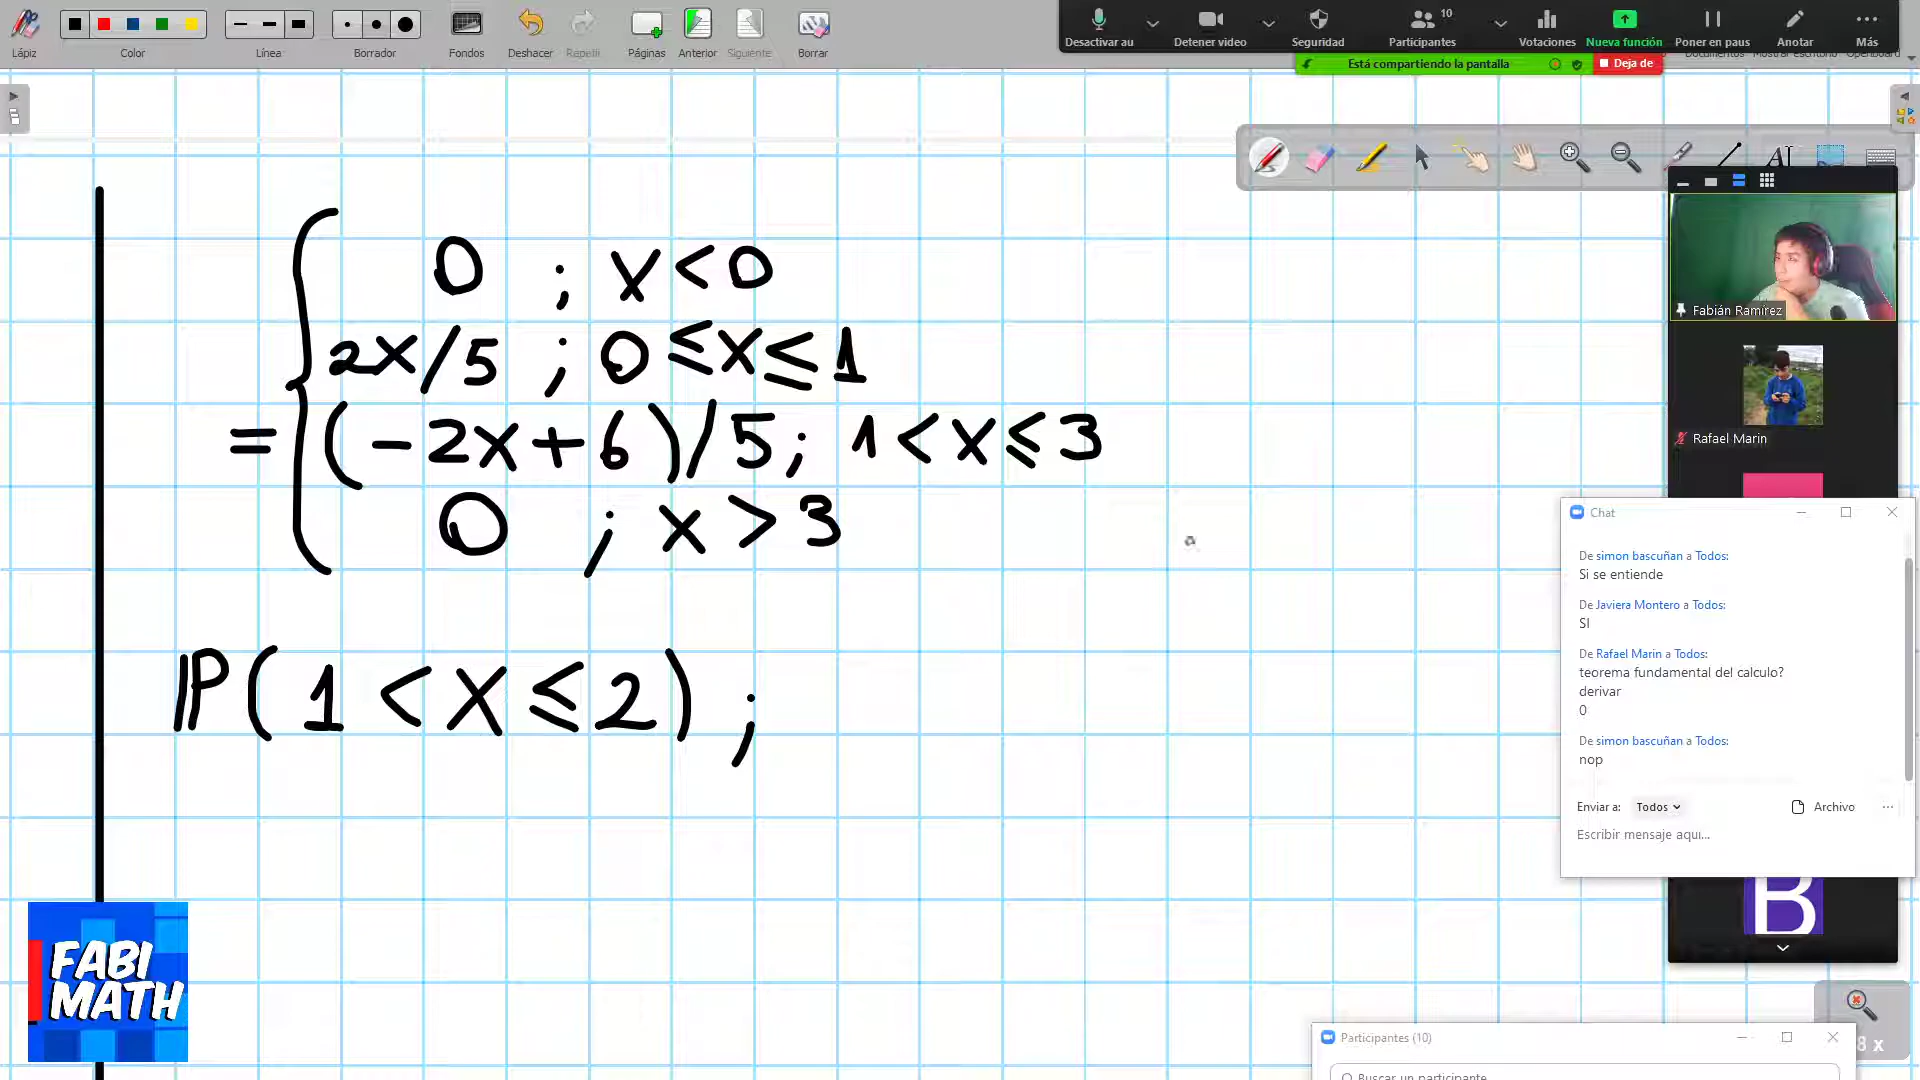 Lápiz
Color
Línea
Borrador
Fondos
Deshacer
Repetir
Páginas
Anterior
Siguiente
Borrar
Desactivar au
Detener video
Seguridad
Participantes
10
Votaciones
Nueva función
Poner en paus
Anotar
Más
Está compartiendo la pantalla
Deja de
0 ; x < 0
2x/5 ; 0 ≤ x ≤ 1
= (-2x+6)/5; 1 < x ≤ 3
0 ; x > 3
ℙ( 1 < X ≤ 2) ;
Fabián Ramírez
Rafael Marin
Chat
De simon bascuñan a Todos:
Si se entiende
De Javiera Montero a Todos:
SI
De Rafael Marin a Todos:
teorema fundamental del calculo?
derivar
0
De simon bascuñan a Todos:
nop
Enviar a: Todos
Archivo
Escribir mensaje aquí...
B
FABI
MATH
Participantes (10)
Buscar un participante
8 x